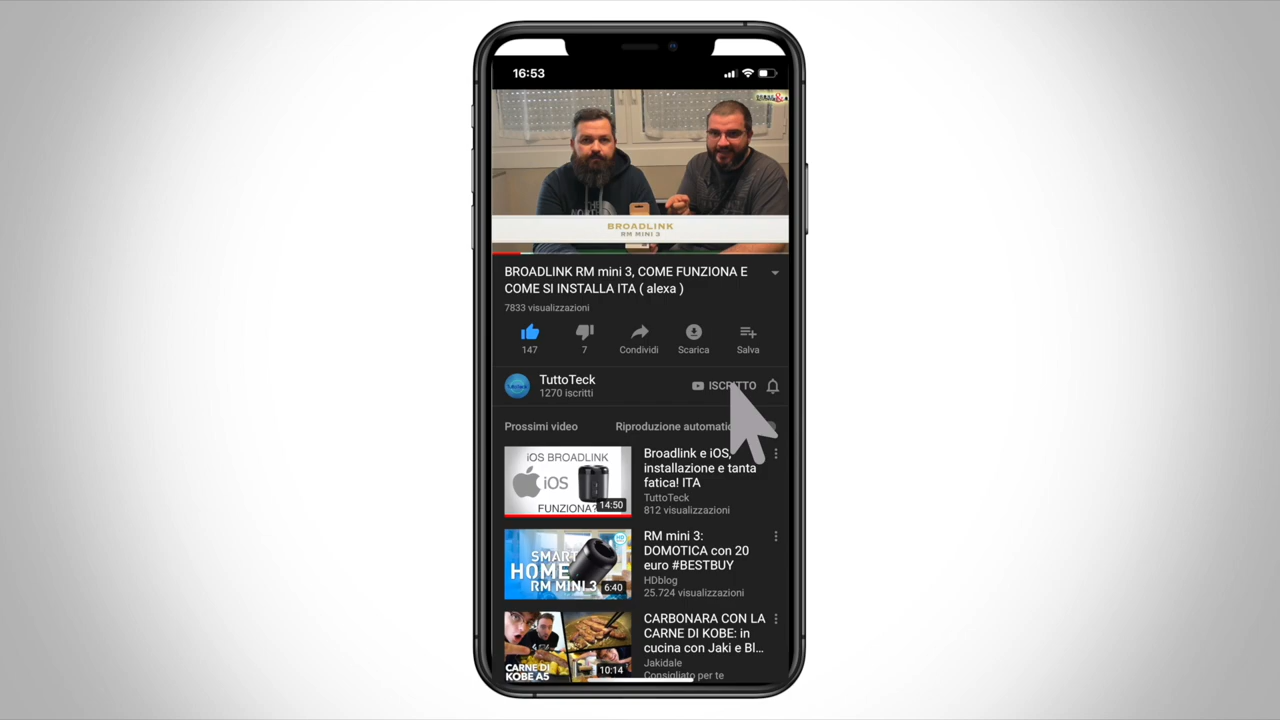 16:53
BROADLINK
RM MINI 3
BROADLINK RM mini 3, COME FUNZIONA E
COME SI INSTALLA ITA ( alexa )
7833 visualizzazioni
147
7
Condividi
Scarica
Salva
TuttoTeck
1270 iscritti
ISCRITTO
Prossimi video
Riproduzione automatic
iOS BROADLINK
iOS
FUNZIONA?
14:50
Broadlink e iOS,
installazione e tanta
fatica! ITA
TuttoTeck
812 visualizzazioni
SMART
HOME
RM MINI 3
HD
6:40
RM mini 3:
DOMOTICA con 20
euro #BESTBUY
HDblog
25.724 visualizzazioni
CARNE DI
KOBE A5
10:14
CARBONARA CON LA
CARNE DI KOBE: in
cucina con Jaki e Bl...
Jakidale
Consigliato per te